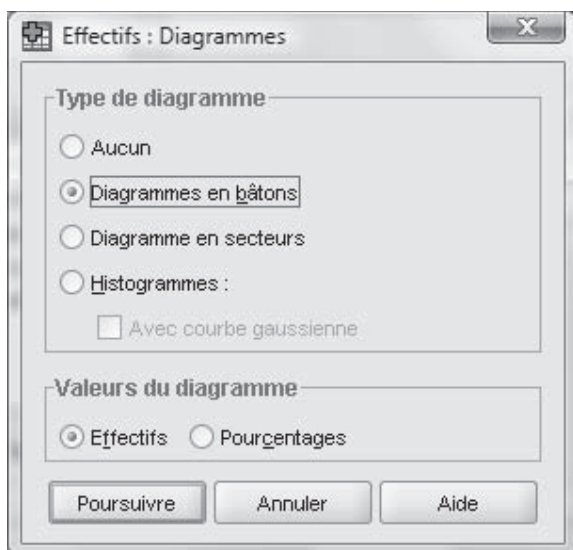 Effectifs : Diagrammes
Type de diagramme
Aucun
Diagrammes en bâtons
Diagramme en secteurs
Histogrammes :
Avec courbe gaussienne
Valeurs du diagramme
Effectifs Pourcentages
Poursuivre Annuler Aide